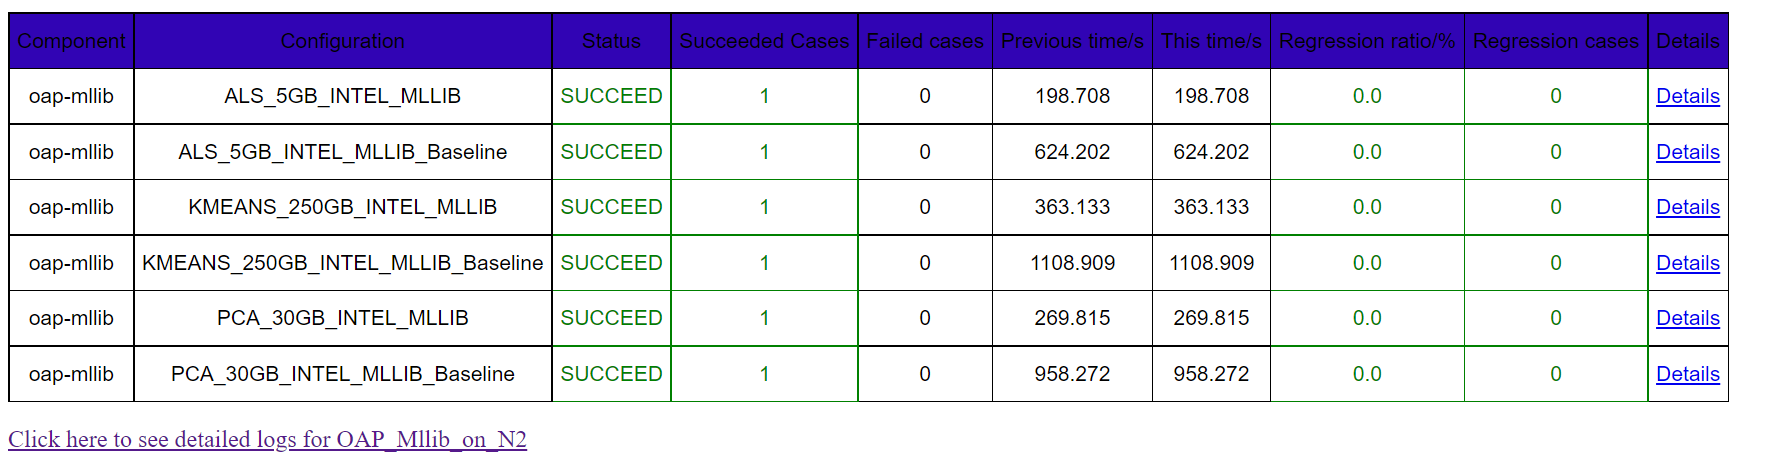 Component Configuration Status Succeeded Cases Failed cases Previous time/s This time/s Regression ratio/% Regression cases Details
oap-mllib ALS_5GB_INTEL_MLLIB SUCCEED 1 0 198.708 198.708 0.0 0 Details
oap-mllib ALS_5GB_INTEL_MLLIB_Baseline SUCCEED 1 0 624.202 624.202 0.0 0 Details
oap-mllib KMEANS_250GB_INTEL_MLLIB SUCCEED 1 0 363.133 363.133 0.0 0 Details
oap-mllib KMEANS_250GB_INTEL_MLLIB_Baseline SUCCEED 1 0 1108.909 1108.909 0.0 0 Details
oap-mllib PCA_30GB_INTEL_MLLIB SUCCEED 1 0 269.815 269.815 0.0 0 Details
oap-mllib PCA_30GB_INTEL_MLLIB_Baseline SUCCEED 1 0 958.272 958.272 0.0 0 Details
Click here to see detailed logs for OAP_Mllib_on_N2